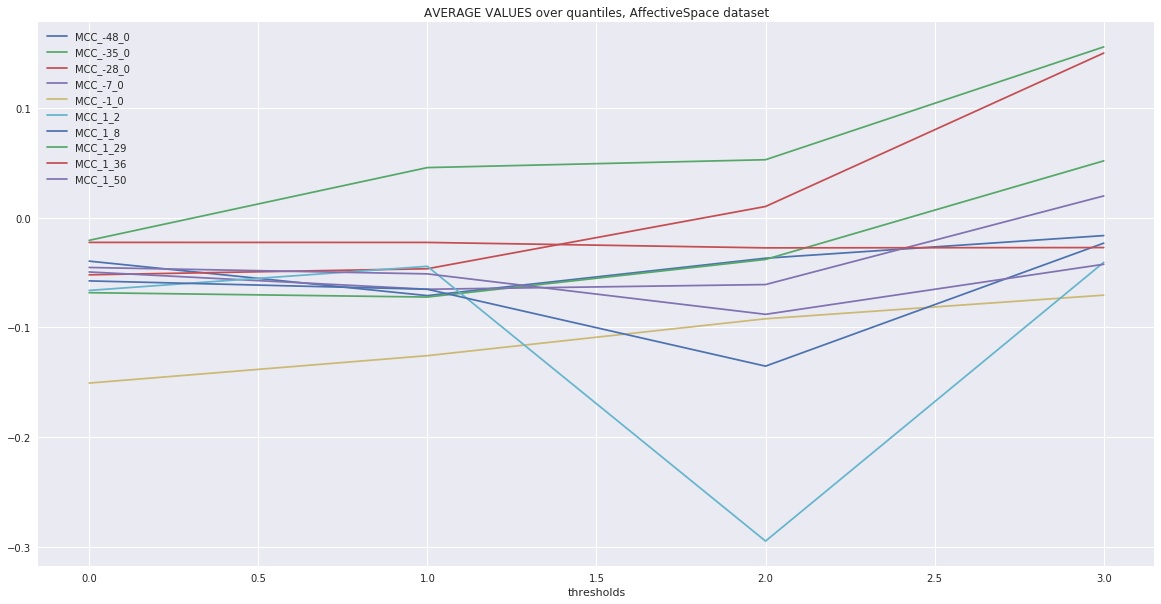 AVERAGE VALUES over quantiles, AffectiveSpace dataset
MCC_-48_0
MCC_-35_0
MCC_-28_0
MCC_-7_0
MCC_-1_0
MCC_1_2
MCC_1_8
MCC_1_29
MCC_1_36
MCC_1_50
0.1
0.0
−0.1
−0.2
−0.3
0.0 0.5 1.0 1.5 2.0 2.5 3.0
thresholds